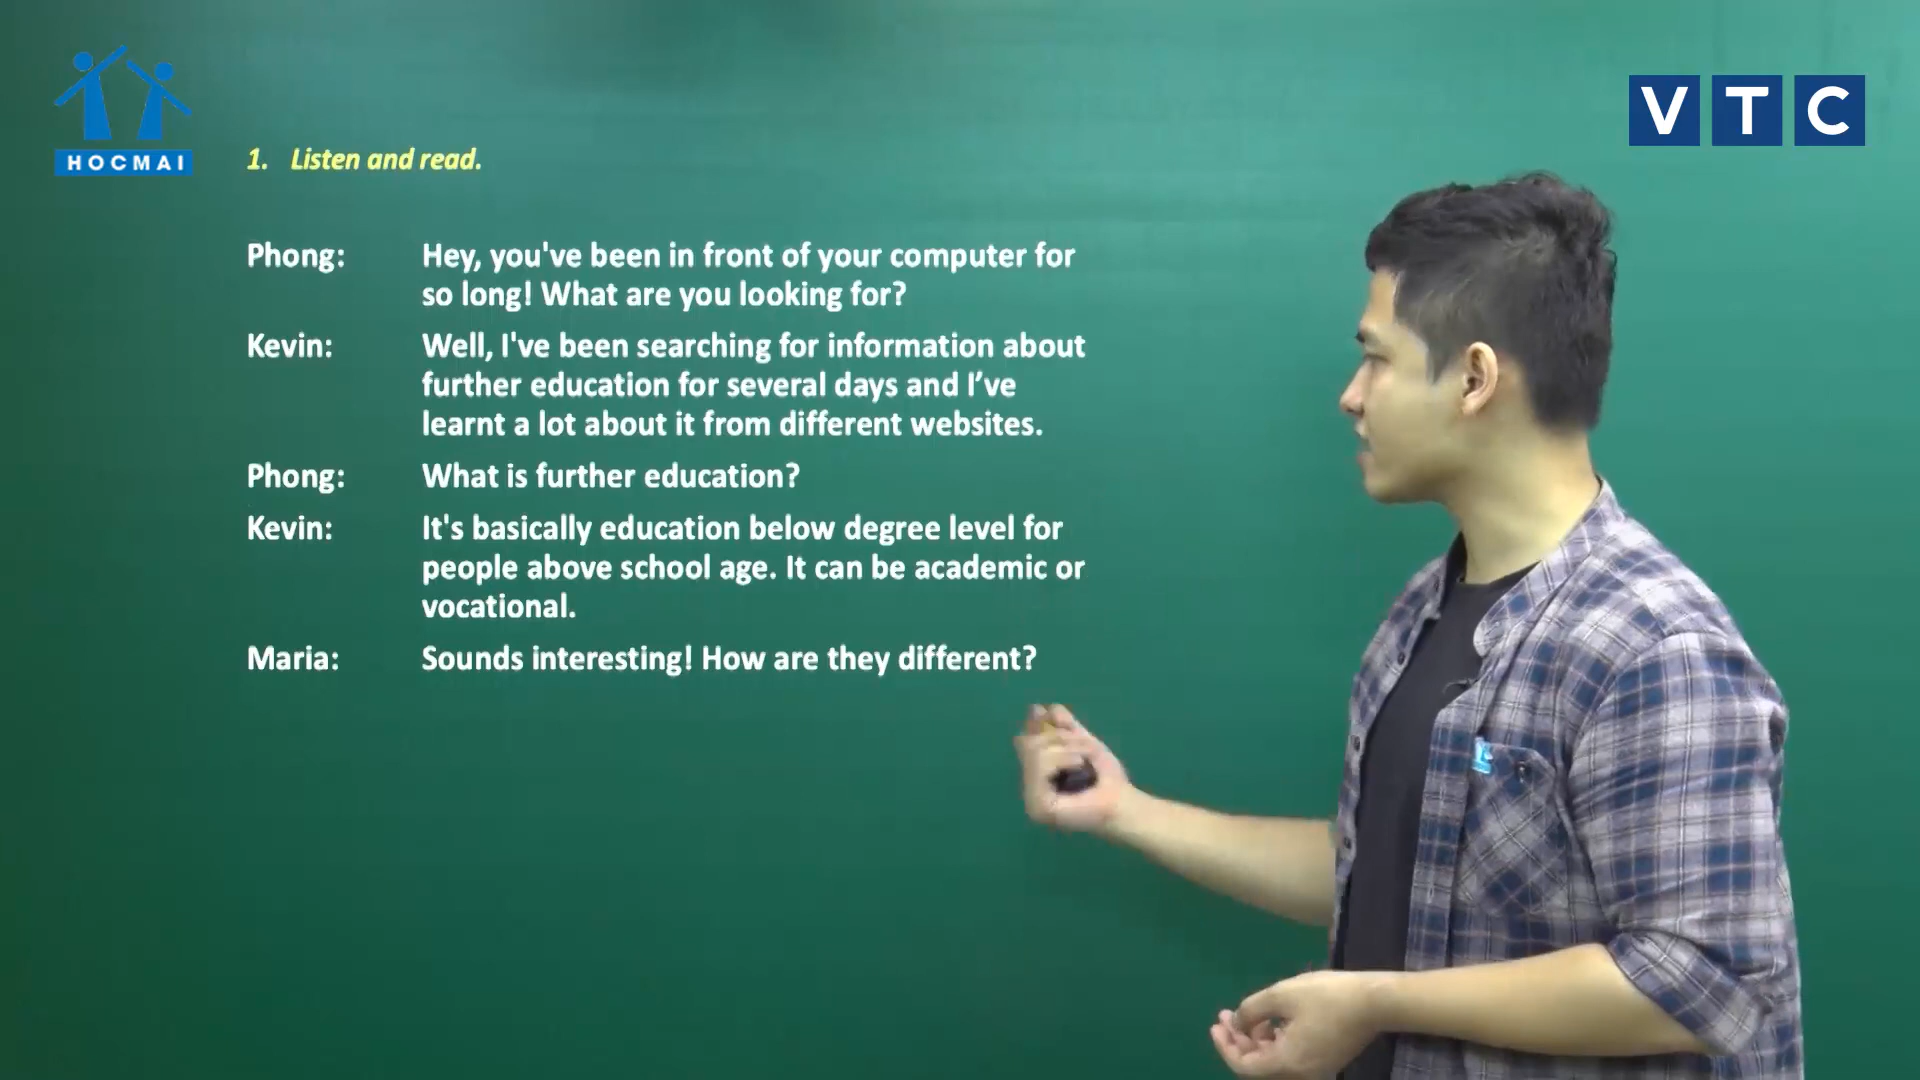 HOCMAI
VTC
1. Listen and read.
Phong: Hey, you've been in front of your computer for
so long! What are you looking for?
Kevin: Well, I've been searching for information about
further education for several days and I’ve
learnt a lot about it from different websites.
Phong: What is further education?
Kevin: It's basically education below degree level for
people above school age. It can be academic or
vocational.
Maria: Sounds interesting! How are they different?